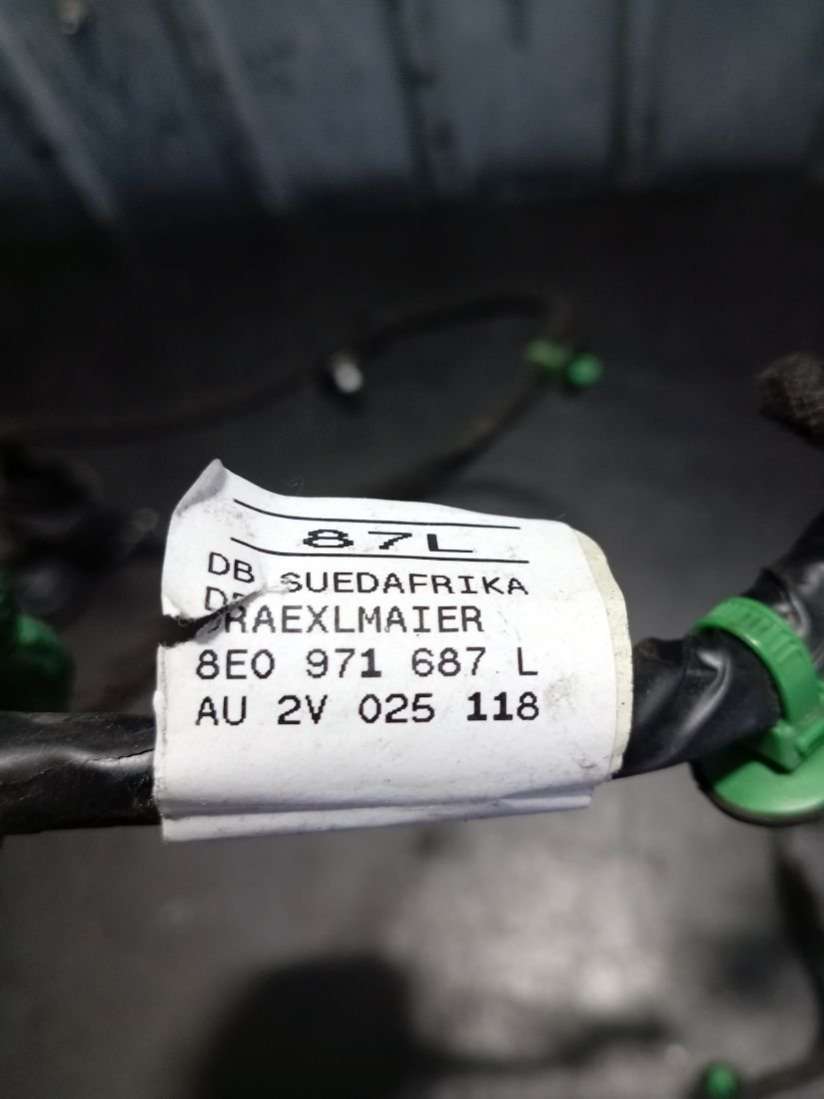 87L
DB SUEDAFRIKA
DRAEXLMAIER
8E0 971 687 L
AU 2V 025 118